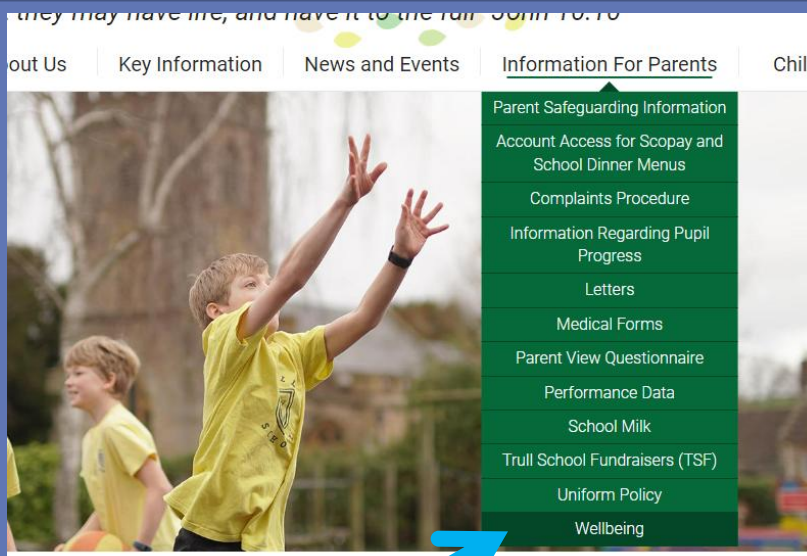 they may have life, and have it to the full" John 10:10
out Us Key Information News and Events Information For Parents Chil
Parent Safeguarding Information
Account Access for Scopay and
School Dinner Menus
Complaints Procedure
Information Regarding Pupil
Progress
Letters
Medical Forms
Parent View Questionnaire
Performance Data
School Milk
Trull School Fundraisers (TSF)
Uniform Policy
Wellbeing